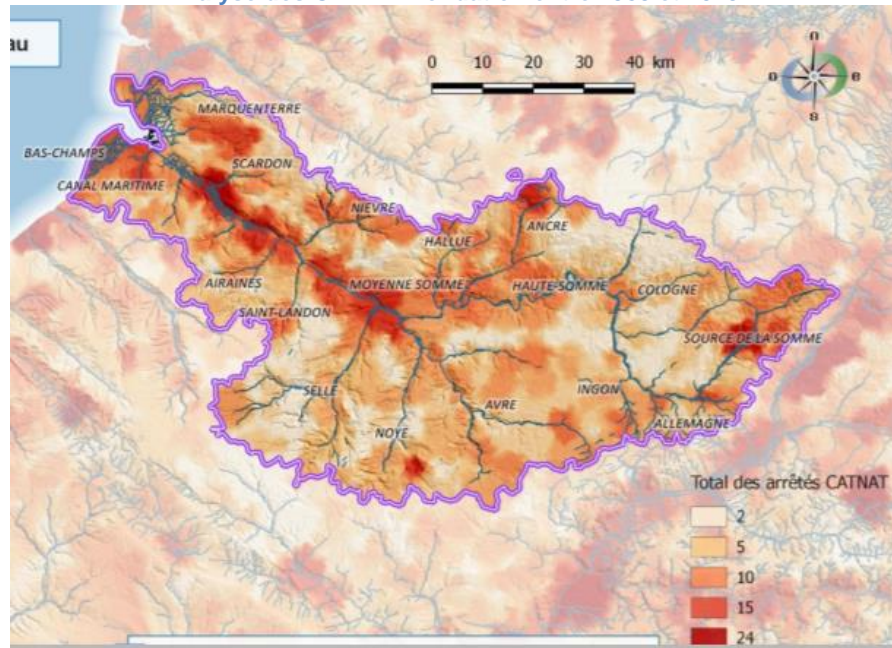 au
0 10 20 30 40 km
MARQUENTERRE
BAS-CHAMPS
SCARDON
CANAL MARITIME
NIEVRE
ANCRE
HALLUE
AIRAINES
MOYENNE SOMME
HAUTE-SOMME
COLOGNE
SAINT-LANDON
SOURCE DE LA SOMME
SELLE
INGON
AVRE
NOYE
ALLEMAGNE
Total des arrêtés CATNAT
2
5
10
15
24